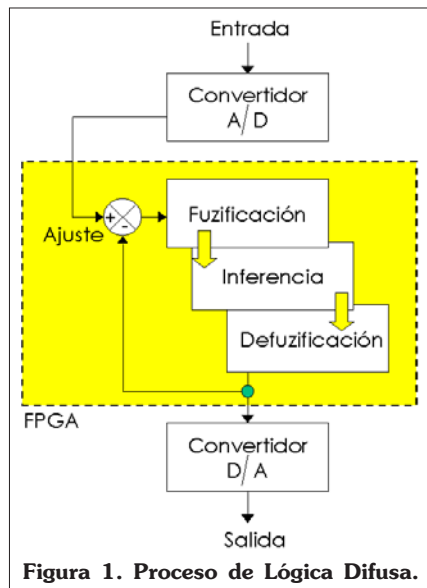 Entrada
Convertidor
A/D
Fuzificación
+
-
Ajuste
Inferencia
Defuzificación
FPGA
Convertidor
D/A
Salida
Figura 1. Proceso de Lógica Difusa.